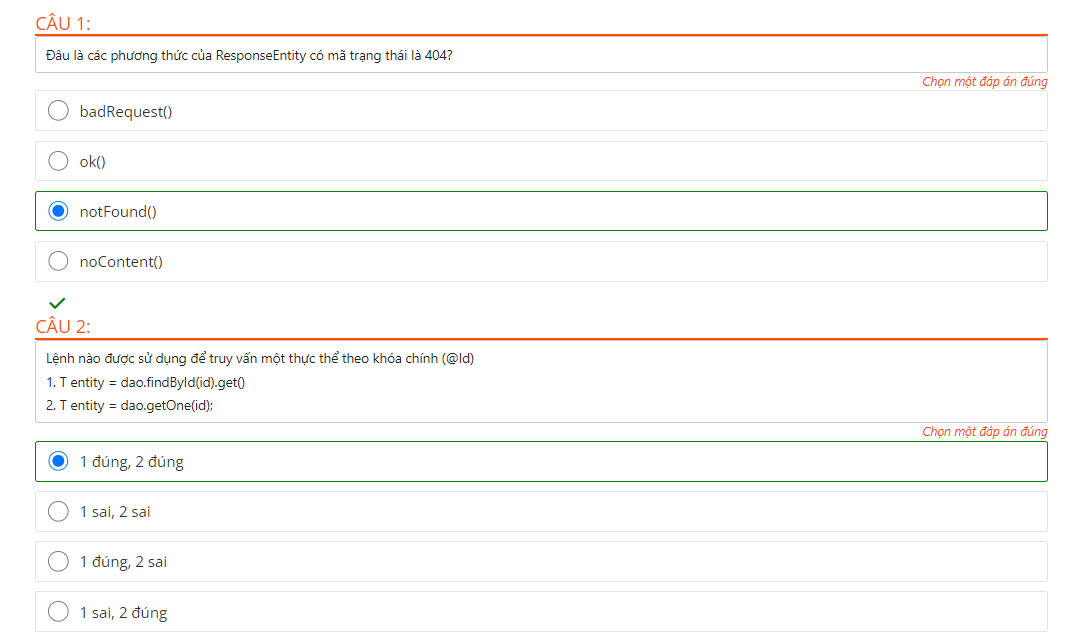 CÂU 1:
Đâu là các phương thức của ResponseEntity có mã trạng thái là 404?
Chọn một đáp án đúng
badRequest()
ok()
notFound()
noContent()
CÂU 2:
Lệnh nào được sử dụng để truy vấn một thực thể theo khóa chính (@Id)
1. T entity = dao.findById(id).get()
2. T entity = dao.getOne(id);
Chọn một đáp án đúng
1 đúng, 2 đúng
1 sai, 2 sai
1 đúng, 2 sai
1 sai, 2 đúng